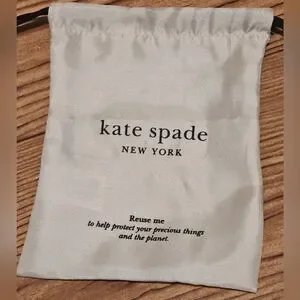 kate spade
NEW YORK
Reuse me
to help protect your precious things
and the planet.